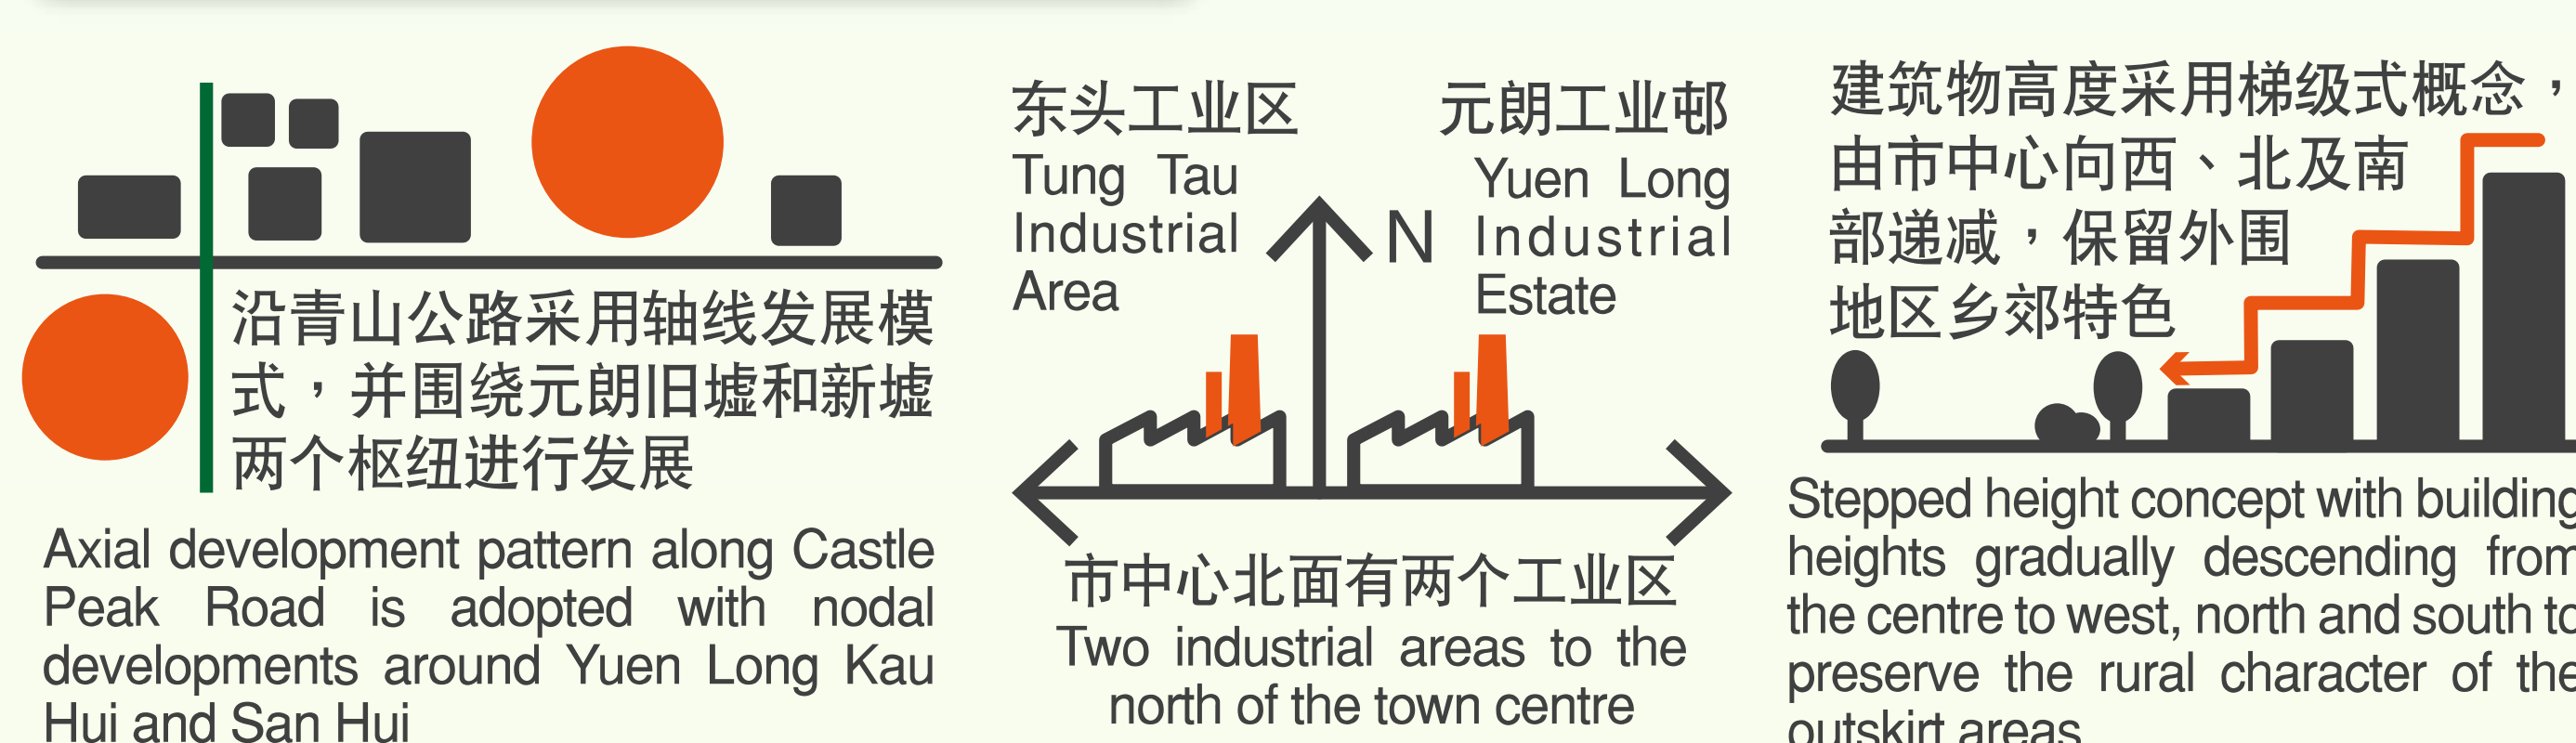 沿青山公路采用轴线发展模
式，并围绕元朗旧墟和新墟
两个枢纽进行发展
Axial development pattern along Castle
Peak Road is adopted with nodal
developments around Yuen Long Kau
Hui and San Hui
东头工业区
Tung Tau
Industrial
Area
元朗工业邨
Yuen Long
Industrial
Estate
N
市中心北面有两个工业区
Two industrial areas to the
north of the town centre
建筑物高度采用梯级式概念，
由市中心向西、北及南
部递减，保留外围
地区乡郊特色
Stepped height concept with building
heights gradually descending from
the centre to west, north and south to
preserve the rural character of the
outskirt areas